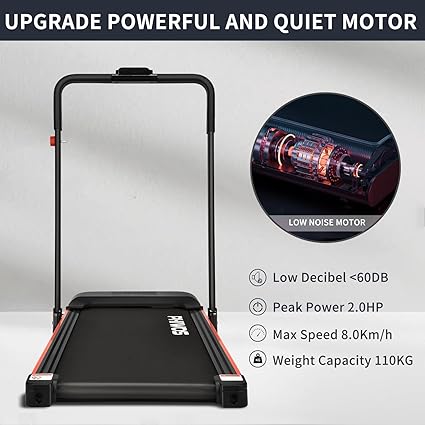 UPGRADE POWERFUL AND QUIET MOTOR
LOW NOISE MOTOR
Low Decibel <60DB
Peak Power 2.0HP
Max Speed 8.0Km/h
Weight Capacity 110KG